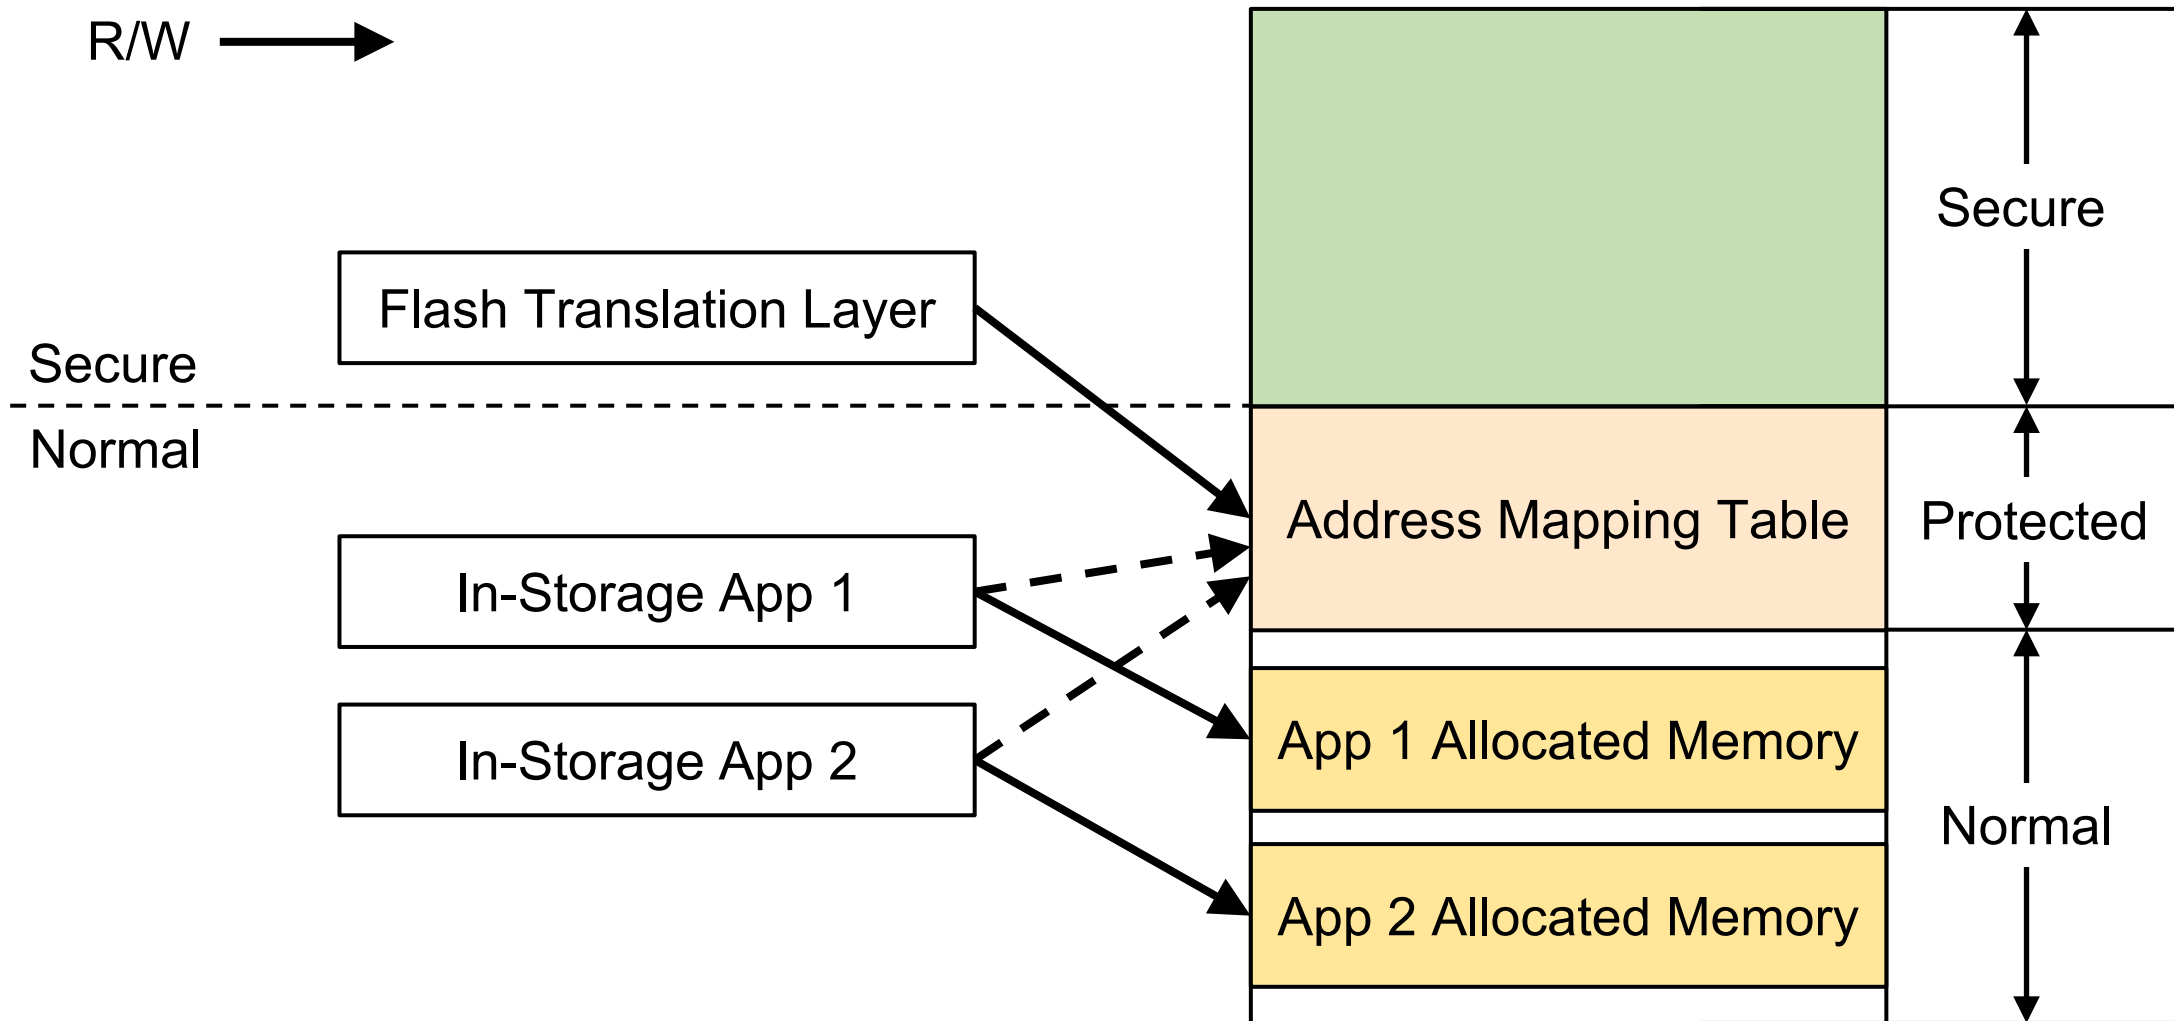 R/W
Secure
Flash Translation Layer
Secure
Normal
Address Mapping Table
Protected
In-Storage App 1
In-Storage App 2
App 1 Allocated Memory
Normal
App 2 Allocated Memory